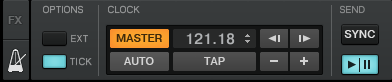 OPTIONS CLOCK SEND
FX EXT MASTER 121.18 SYNC
TICK AUTO TAP − +